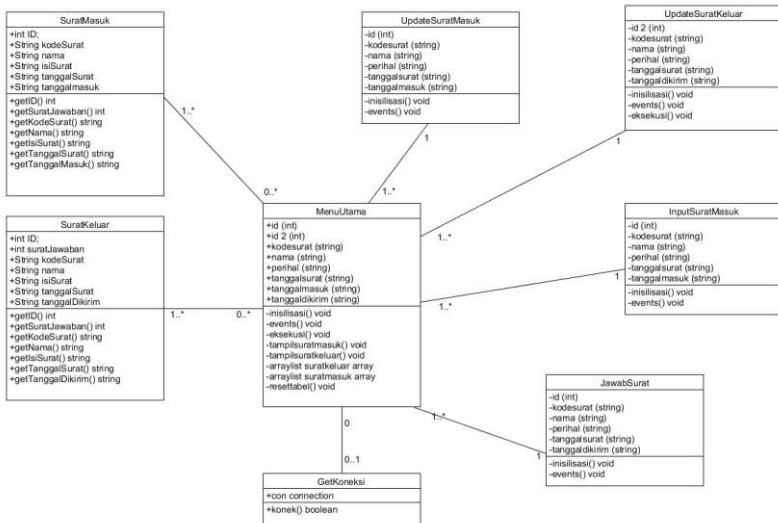 SuratMasuk
+int ID;
+String kodeSurat
+String nama
+String isiSurat
+String tanggalSurat
+String tanggalmasuk
+getID() int
+getSuratJawaban() int
+getKodeSurat() string
+getNama() string
+getIsiSurat() string
+getTanggalSurat() string
+getTanggalMasuk() string
1..*
0..*
UpdateSuratMasuk
-id (int)
-kodesurat (string)
-nama (string)
-perihal (string)
-tanggalsurat (string)
-tanggalmasuk (string)
-inisilisasi() void
-events() void
1
1..*
UpdateSuratKeluar
-id 2 (int)
-kodesurat (string)
-nama (string)
-perihal (string)
-tanggalsurat (string)
-tanggaldikirim (string)
-inisilisasi() void
-events() void
-eksekusi() void
1
1..*
SuratKeluar
+int ID;
+int suratJawaban
+String kodeSurat
+String nama
+String isiSurat
+String tanggalSurat
+String tanggalDikirim
+getID() int
+getSuratJawaban() int
+getKodeSurat() string
+getNama() string
+getIsiSurat() string
+getTanggalSurat() string
+getTanggalDikirim() string
1..*
0..*
MenuUtama
+id (int)
+id 2 (int)
+kodesurat (string)
+nama (string)
+perihal (string)
+tanggalsurat (string)
+tanggalmasuk (string)
+tanggaldikirim (string)
-inisilisasi() void
-events() void
-eksekusi() void
-tampilsuratmasuk() void
-tampilsuratkeluar() void
-arraylist suratkeluar array
-arraylist suratmasuk array
-resettabel() void
InputSuratMasuk
-id (int)
-kodesurat (string)
-nama (string)
-perihal (string)
-tanggalsurat (string)
-tanggalmasuk (string)
-inisilisasi() void
-events() void
1
1..*
JawabSurat
-id (int)
-kodesurat (string)
-nama (string)
-perihal (string)
-tanggalsurat (string)
-tanggaldikirim (string)
-inisilisasi() void
-events() void
1..*
1
0
0..1
GetKoneksi
+con connection
+konek() boolean